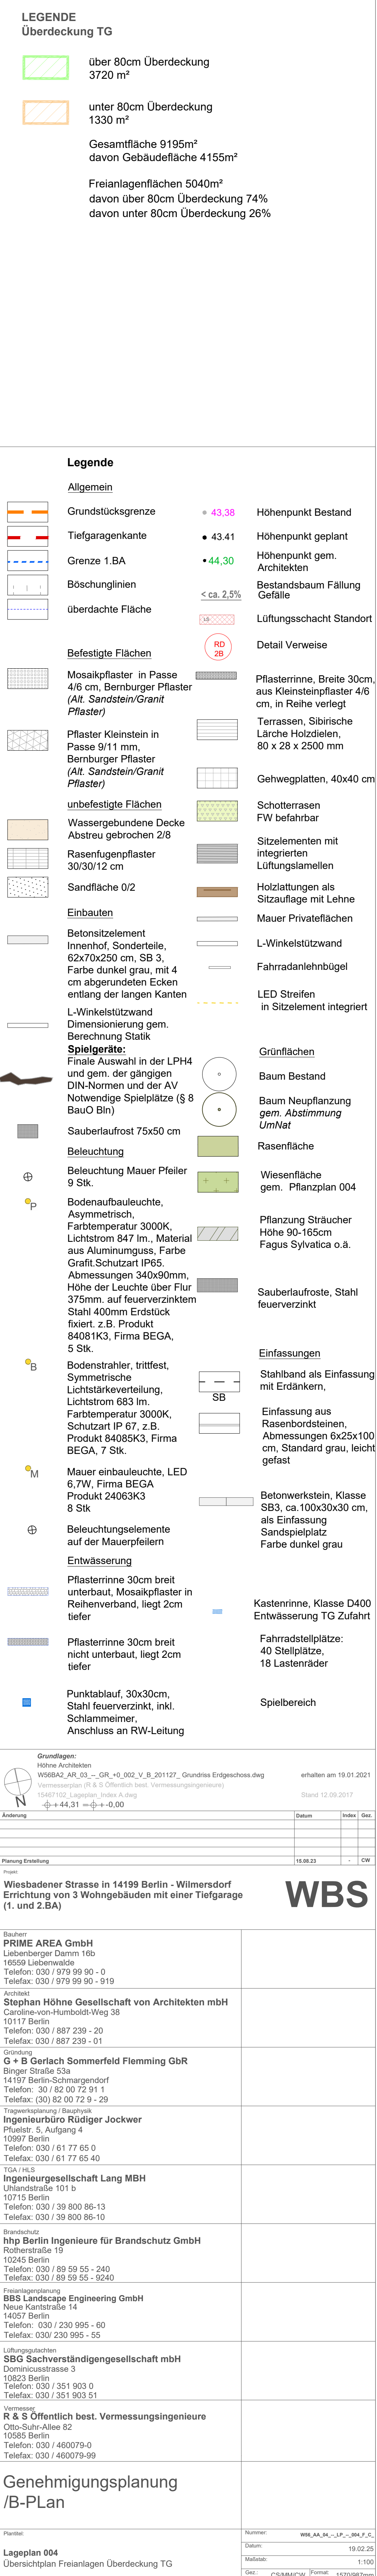 LEGENDE
Überdeckung TG
über 80cm Überdeckung
3720 m²
unter 80cm Überdeckung
1330 m²
Gesamtfläche 9195m²
davon Gebäudefläche 4155m²
Freianlagenflächen 5040m²
davon über 80cm Überdeckung 74%
davon unter 80cm Überdeckung 26%
Legende
Allgemein
Grundstücksgrenze
Tiefgaragenkante
Grenze 1.BA
Böschunglinien
überdachte Fläche
43,38 Höhenpunkt Bestand
43.41 Höhenpunkt geplant
44,30 Höhenpunkt gem.
Architekten
Bestandsbaum Fällung
< ca. 2,5% Gefälle
LS Lüftungsschacht Standort
RD
2B
Detail Verweise
Befestigte Flächen
Mosaikpflaster in Passe
4/6 cm, Bernburger Pflaster
(Alt. Sandstein/Granit
Pflaster)
Pflaster Kleinstein in
Passe 9/11 mm,
Bernburger Pflaster
(Alt. Sandstein/Granit
Pflaster)
Pflasterrinne, Breite 30cm,
aus Kleinsteinpflaster 4/6
cm, in Reihe verlegt
Terrassen, Sibirische
Lärche Holzdielen,
80 x 28 x 2500 mm
Gehwegplatten, 40x40 cm
unbefestigte Flächen
Wassergebundene Decke
Abstreu gebrochen 2/8
Rasenfugenpflaster
30/30/12 cm
Sandfläche 0/2
Schotterrasen
FW befahrbar
Sitzelementen mit
integrierten
Lüftungslamellen
Holzlattungen als
Sitzauflage mit Lehne
Einbauten
Betonsitzelement
Innenhof, Sonderteile,
62x70x250 cm, SB 3,
Farbe dunkel grau, mit 4
cm abgerundeten Ecken
entlang der langen Kanten
L-Winkelstützwand
Dimensionierung gem.
Berechnung Statik
Mauer Privateflächen
L-Winkelstützwand
Fahrradanlehnbügel
LED Streifen
in Sitzelement integriert
Spielgeräte:
Finale Auswahl in der LPH4
und gem. der gängigen
DIN-Normen und der AV
Notwendige Spielplätze (§ 8
BauO Bln)
Sauberlaufrost 75x50 cm
Grünflächen
Baum Bestand
Baum Neupflanzung
gem. Abstimmung
UmNat
Rasenfläche
Wiesenfläche
gem. Pflanzplan 004
Pflanzung Sträucher
Höhe 90-165cm
Fagus Sylvatica o.ä.
Sauberlaufroste, Stahl
feuerverzinkt
Beleuchtung
Beleuchtung Mauer Pfeiler
9 Stk.
P
Bodenaufbauleuchte,
Asymmetrisch,
Farbtemperatur 3000K,
Lichtstrom 847 lm., Material
aus Aluminumguss, Farbe
Grafit.Schutzart IP65.
Abmessungen 340x90mm,
Höhe der Leuchte über Flur
375mm. auf feuerverzinktem
Stahl 400mm Erdstück
fixiert. z.B. Produkt
84081K3, Firma BEGA,
5 Stk.
B
Bodenstrahler, trittfest,
Symmetrische
Lichtstärkeverteilung,
Lichtstrom 683 lm.
Farbtemperatur 3000K,
Schutzart IP 67, z.B.
Produkt 84085K3, Firma
BEGA, 7 Stk.
M
Mauer einbauleuchte, LED
6,7W, Firma BEGA
Produkt 24063K3
8 Stk
Beleuchtungselemente
auf der Mauerpfeilern
Einfassungen
Stahlband als Einfassung
mit Erdänkern,
SB
Einfassung aus
Rasenbordsteinen,
Abmessungen 6x25x100
cm, Standard grau, leicht
gefast
Betonwerkstein, Klasse
SB3, ca.100x30x30 cm,
als Einfassung
Sandspielplatz
Farbe dunkel grau
Entwässerung
Pflasterrinne 30cm breit
unterbaut, Mosaikpflaster in
Reihenverband, liegt 2cm
tiefer
Pflasterrinne 30cm breit
nicht unterbaut, liegt 2cm
tiefer
Punktablauf, 30x30cm,
Stahl feuerverzinkt, inkl.
Schlammeimer,
Anschluss an RW-Leitung
Kastenrinne, Klasse D400
Entwässerung TG Zufahrt
Fahrradstellplätze:
40 Stellplätze,
18 Lastenräder
Spielbereich
Grundlagen:
Höhne Architekten
W56BA2_AR_03_--_GR_+0_002_V_B_201127_ Grundriss Erdgeschoss.dwg erhalten am 19.01.2021
Vermesserplan (R & S Öffentlich best. Vermessungsingenieure)
15467102_Lageplan_Index A.dwg Stand 12.09.2017
N
+ 44,31 = + -0,00
Änderung Datum Index Gez.
Planung Erstellung 15.08.23 - CW
Projekt
Wiesbadener Strasse in 14199 Berlin - Wilmersdorf
Errichtung von 3 Wohngebäuden mit einer Tiefgarage
(1. und 2.BA)
WBS
Bauherr
PRIME AREA GmbH
Liebenberger Damm 16b
16559 Liebenwalde
Telefon: 030 / 979 99 90 - 0
Telefax: 030 / 979 99 90 - 919
Architekt
Stephan Höhne Gesellschaft von Architekten mbH
Caroline-von-Humboldt-Weg 38
10117 Berlin
Telefon: 030 / 887 239 - 20
Telefax: 030 / 887 239 - 01
Gründung
G + B Gerlach Sommerfeld Flemming GbR
Binger Straße 53a
14197 Berlin-Schmargendorf
Telefon: 30 / 82 00 72 91 1
Telefax: (30) 82 00 72 9 - 29
Tragwerksplanung / Bauphysik
Ingenieurbüro Rüdiger Jockwer
Pfuelstr. 5, Aufgang 4
10997 Berlin
Telefon: 030 / 61 77 65 0
Telefax: 030 / 61 77 65 40
TGA / HLS
Ingenieurgesellschaft Lang MBH
Uhlandstraße 101 b
10715 Berlin
Telefon: 030 / 39 800 86-13
Telefax: 030 / 39 800 86-10
Brandschutz
hhp Berlin Ingenieure für Brandschutz GmbH
Rotherstraße 19
10245 Berlin
Telefon: 030 / 89 59 55 - 240
Telefax: 030 / 89 59 55 - 9240
Freianlagenplanung
BBS Landscape Engineering GmbH
Neue Kantstraße 14
14057 Berlin
Telefon: 030 / 230 995 - 60
Telefax: 030/ 230 995 - 55
Lüftungsgutachten
SBG Sachverständigengesellschaft mbH
Dominicusstrasse 3
10823 Berlin
Telefon: 030 / 351 903 0
Telefax: 030 / 351 903 51
Vermesser
R & S Öffentlich best. Vermessungsingenieure
Otto-Suhr-Allee 82
10585 Berlin
Telefon: 030 / 460079-0
Telefax: 030 / 460079-99
Genehmigungsplanung
/B-PLan
Plantitel:
Lageplan 004
Übersichtplan Freianlagen Überdeckung TG
Nummer: W56_AA_04_--_LP_--_004_F_C_
Datum: 19.02.25
Maßstab: 1:100
Gez.: CS/MM/CW Format: 1570/987mm